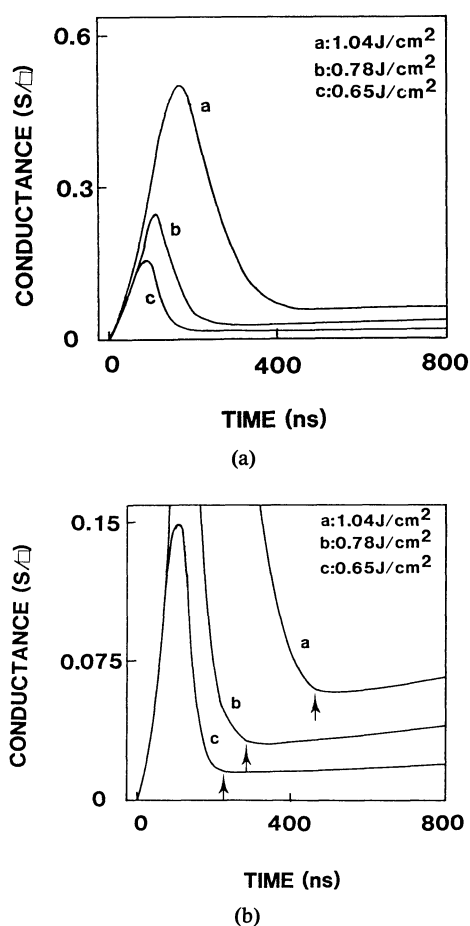 0.6
a:1.04J/cm²
b:0.78J/cm²
c:0.65J/cm²
a
CONDUCTANCE (S/□)
0.3
b
c
0
0 400 800
TIME (ns)
(a)
0.15
a:1.04J/cm²
b:0.78J/cm²
c:0.65J/cm²
CONDUCTANCE (S/□)
0.075
a
b
c
0
0 400 800
TIME (ns)
(b)